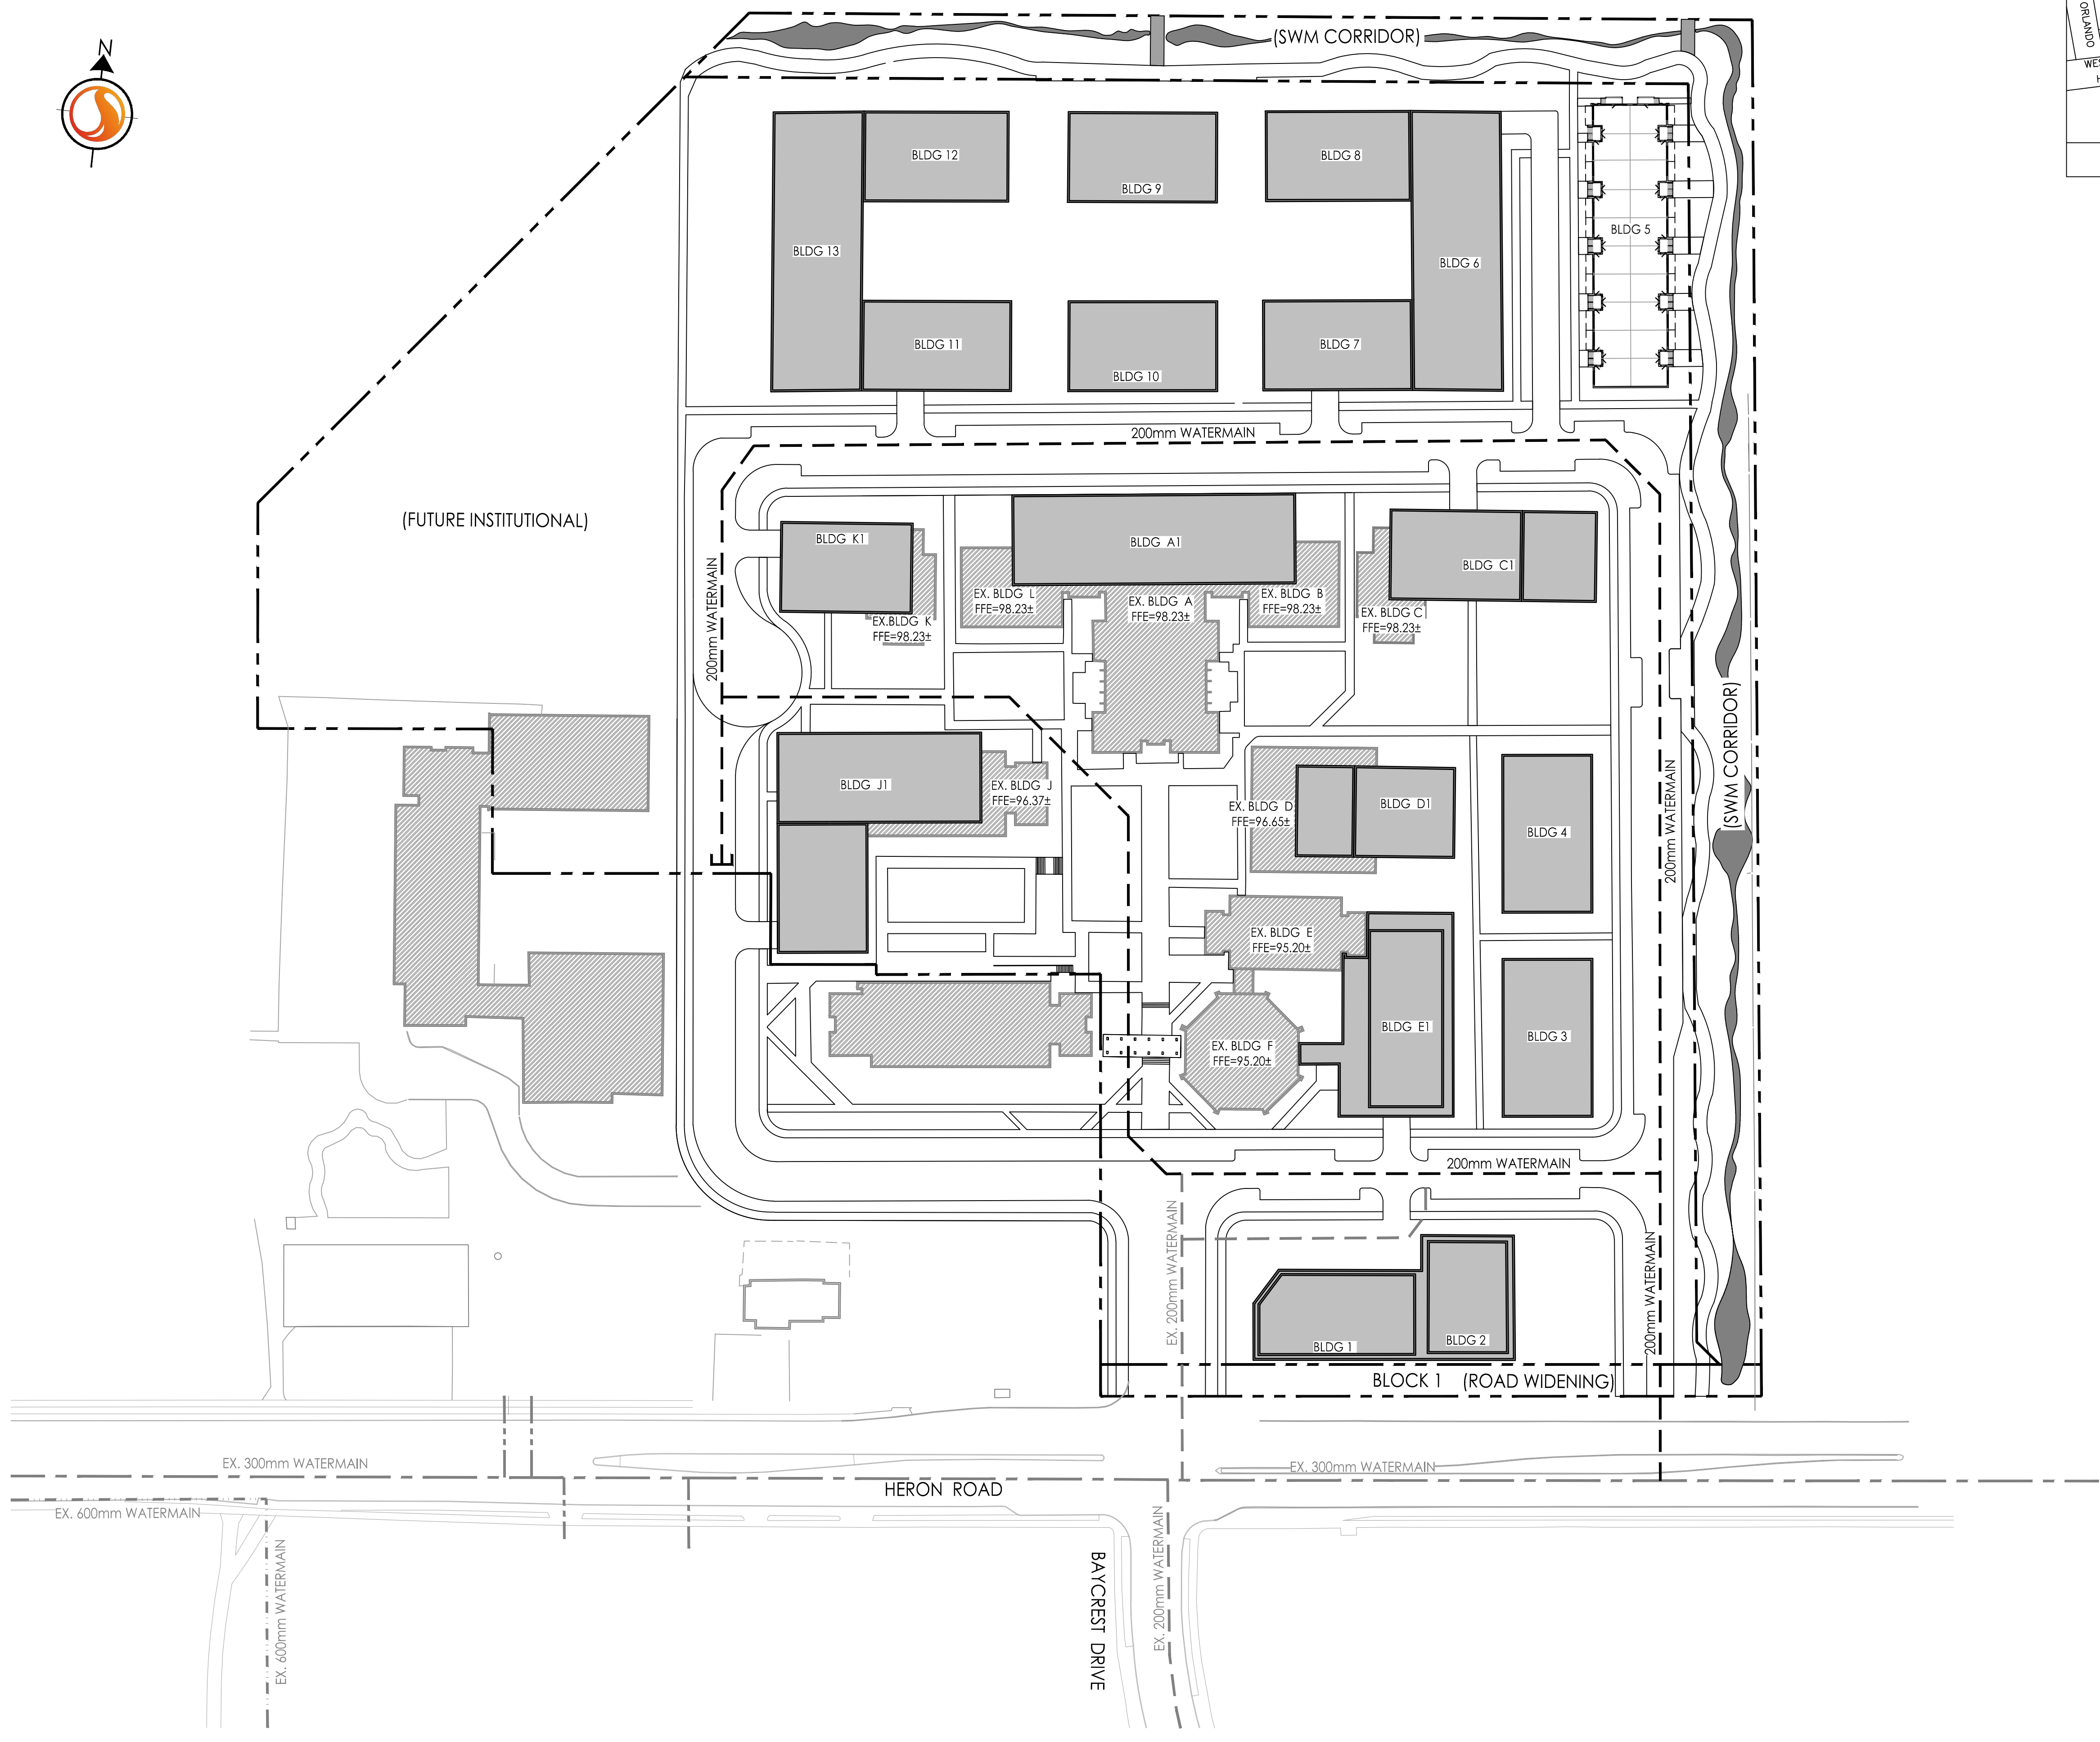 N
(SWM CORRIDOR)
ORLANDO
BLDG 12
BLDG 9
BLDG 8
BLDG 13
BLDG 5
BLDG 6
BLDG 11
BLDG 10
BLDG 7
200mm WATERMAIN
(FUTURE INSTITUTIONAL)
BLDG K1
BLDG A1
BLDG C1
200mm WATERMAIN
EX.BLDG K
FFE=98.23±
EX. BLDG L
FFE=98.23±
EX. BLDG A
FFE=98.23±
EX. BLDG B
FFE=98.23±
EX. BLDG C
FFE=98.23±
(SWM CORRIDOR)
BLDG J1
EX. BLDG J
FFE=96.37±
EX. BLDG D
FFE=96.65±
BLDG D1
BLDG 4
200mm WATERMAIN
EX. BLDG E
FFE=95.20±
BLDG E1
BLDG 3
EX. BLDG F
FFE=95.20±
200mm WATERMAIN
EX. 200mm WATERMAIN
200mm WATERMAIN
BLDG 1
BLDG 2
BLOCK 1 (ROAD WIDENING)
EX. 300mm WATERMAIN
EX. 300mm WATERMAIN
HERON ROAD
EX. 600mm WATERMAIN
EX. 600mm WATERMAIN
BAYCREST DRIVE
EX. 200mm WATERMAIN